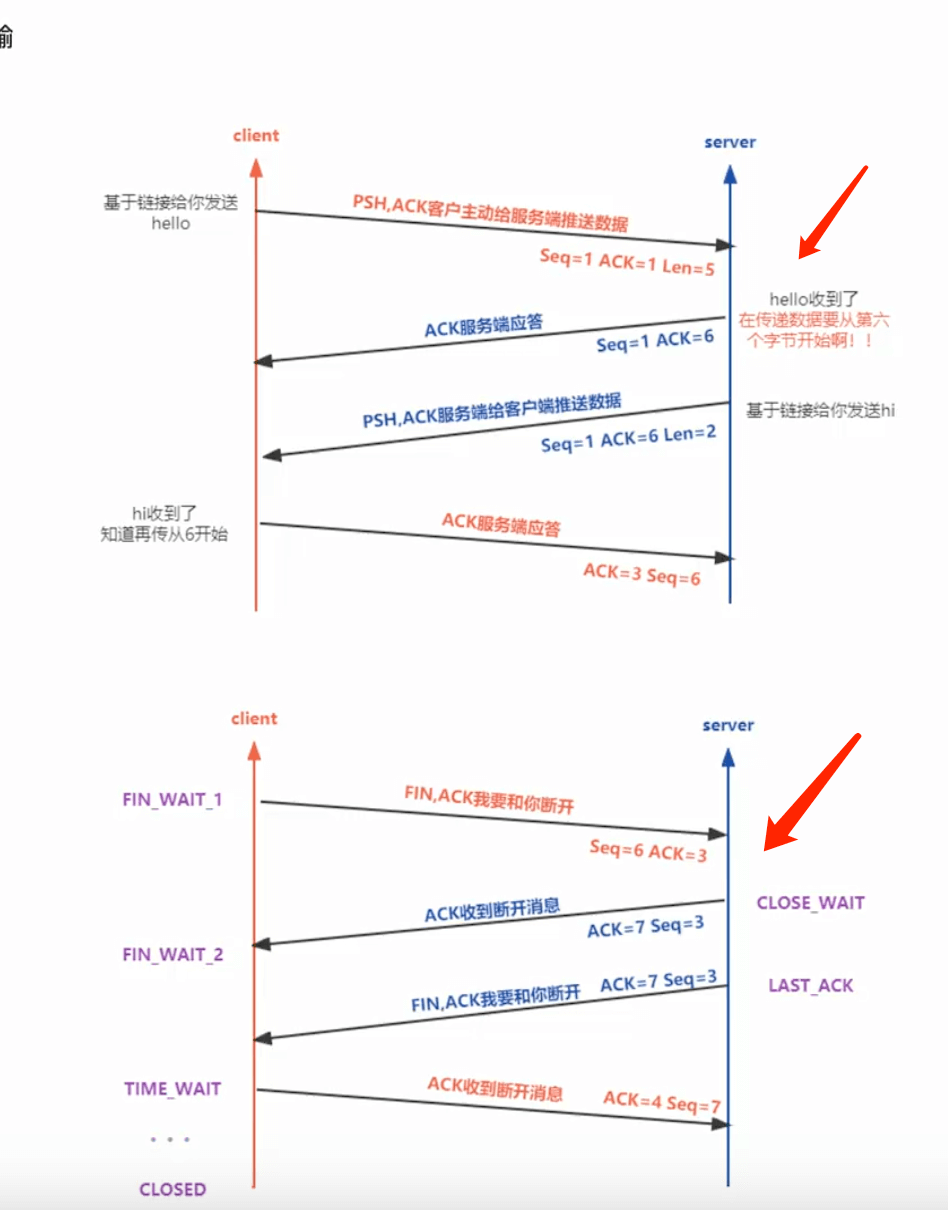 输
client
server
基于链接给你发送
hello
PSH,ACK客户主动给服务端推送数据
Seq=1 ACK=1 Len=5
hello收到了
在传递数据要从第六
个字节开始啊！！
ACK服务端应答
Seq=1 ACK=6
PSH,ACK服务端给客户端推送数据
基于链接给你发送hi
Seq=1 ACK=6 Len=2
hi收到了
知道再传从6开始
ACK服务端应答
ACK=3 Seq=6
client
server
FIN_WAIT_1
FIN,ACK我要和你断开
Seq=6 ACK=3
ACK收到断开消息
CLOSE_WAIT
ACK=7 Seq=3
FIN_WAIT_2
FIN,ACK我要和你断开
ACK=7 Seq=3
LAST_ACK
TIME_WAIT
ACK收到断开消息
ACK=4 Seq=7
...
CLOSED